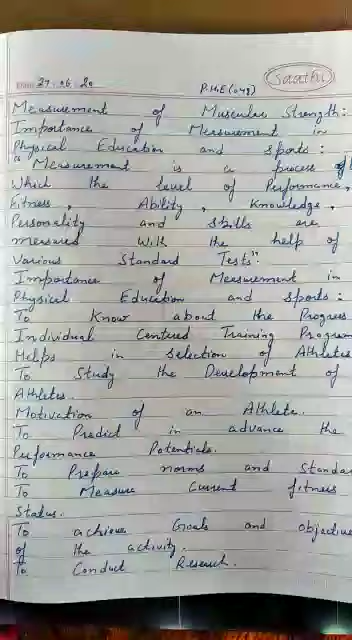 Date 27.06.20 P.H.E (048) Saathi
Measurement of Muscular Strength:
Importance of Measurement in
Physical Education and sports:
" Measurement is a process of
Which the level of Performance,
Fitness, Ability, Knowledge,
Personality and skills are
measured With the help of
Various Standard Tests".
Importance of Measurement in
Physical Education and sports:
To Know about the Progress
Individual Centered Training Program
Helps in selection of Athletes
To Study the Development of
Athletes.
Motivation of an Athlete.
To Predict in advance the
Performance Potentials.
To Prepare norms and Standa
To Measure Current fitness
Status.
To achieve Goals and objective
of the activity.
To Conduct Research.